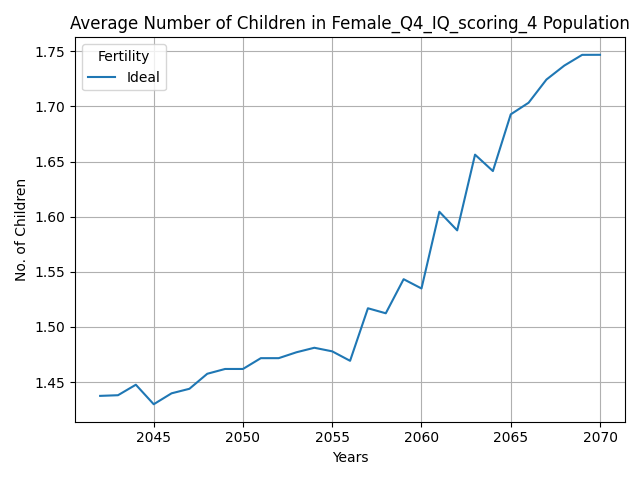 Average Number of Children in Female_Q4_IQ_scoring_4 Population
Fertility
Ideal
No. of Children
1.75
1.70
1.65
1.60
1.55
1.50
1.45
2045 2050 2055 2060 2065 2070
Years